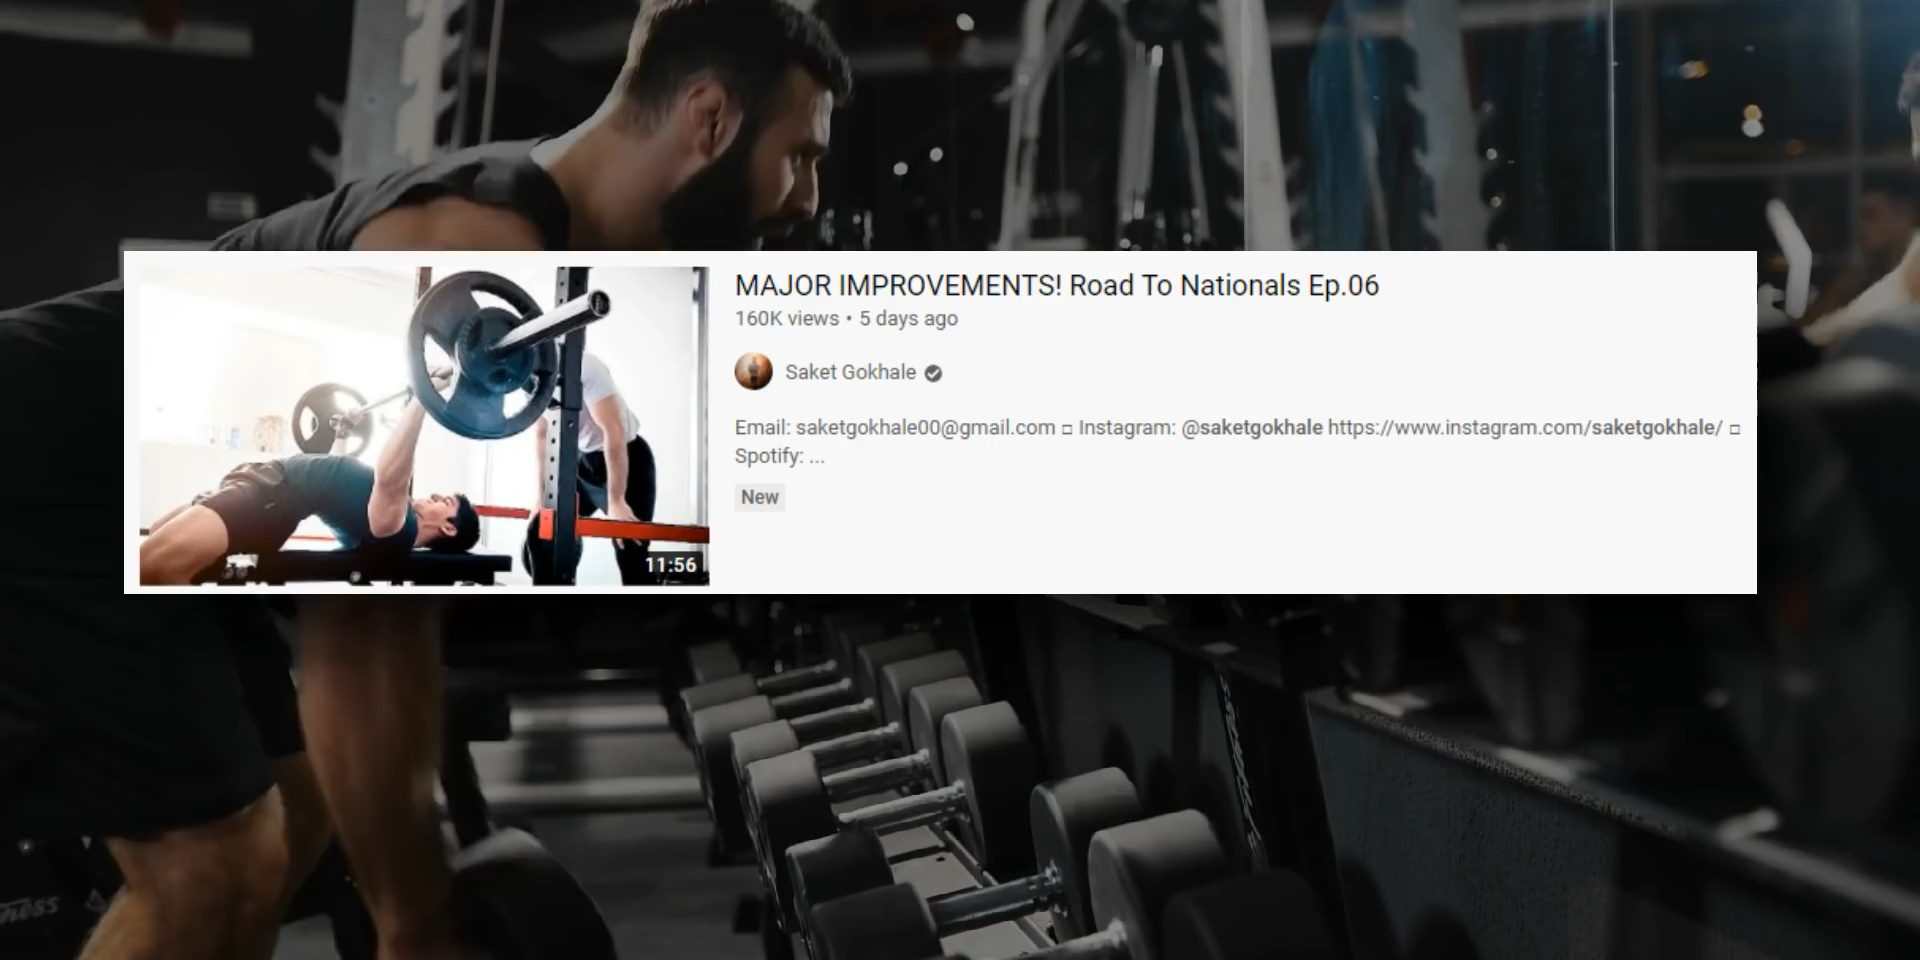 MAJOR IMPROVEMENTS! Road To Nationals Ep.06
160K views • 5 days ago
Saket Gokhale
Email: saketgokhale00@gmail.com □ Instagram: @saketgokhale https://www.instagram.com/saketgokhale/ □
Spotify: ...
New
11:56